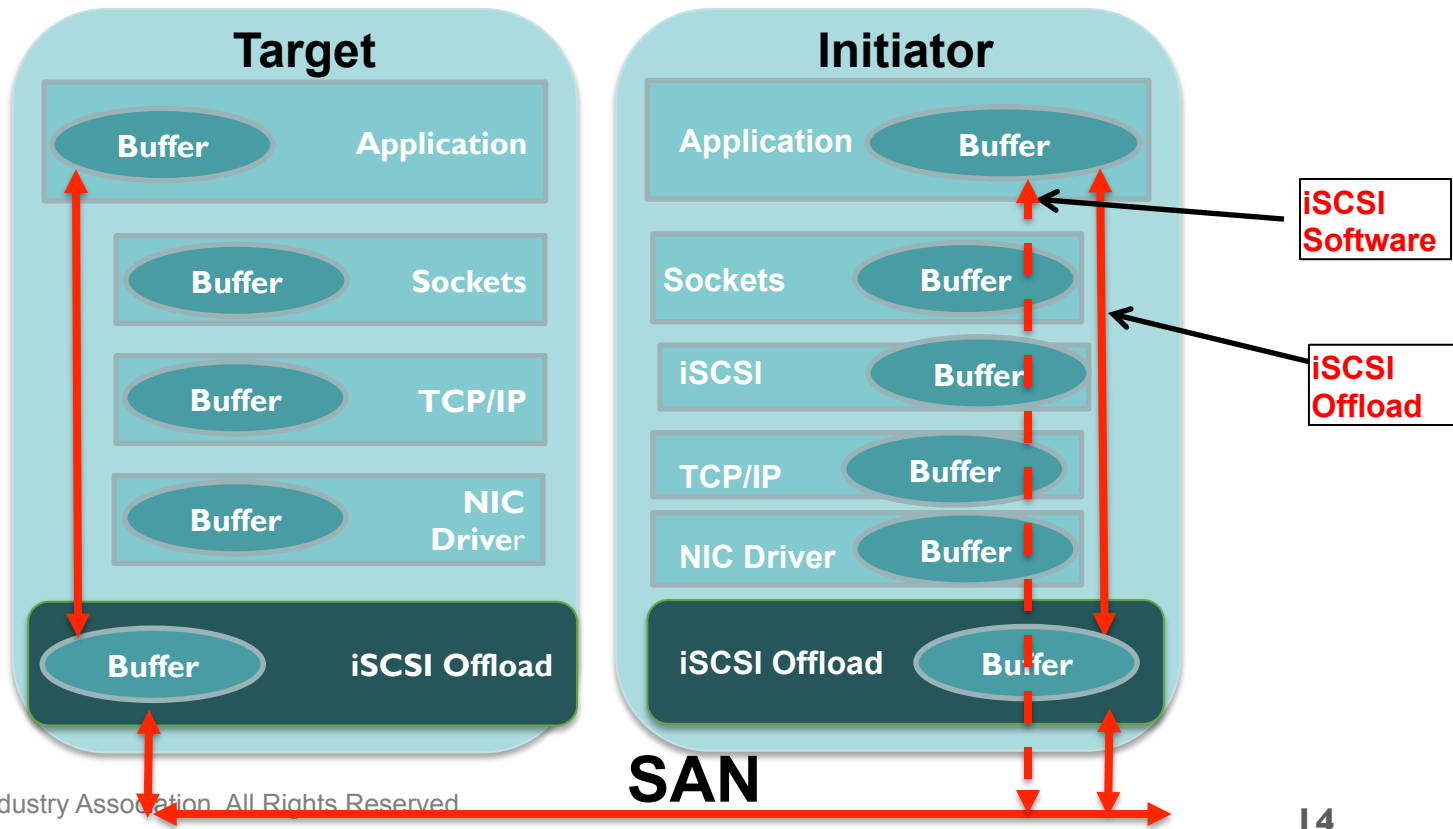 Target
Buffer
Application
Buffer
Sockets
Buffer
TCP/IP
Buffer
NIC
Driver
Buffer
iSCSI Offload
Initiator
Application
Buffer
Sockets
Buffer
iSCSI
Buffer
TCP/IP
Buffer
NIC Driver
Buffer
iSCSI Offload
Buffer
iSCSI
Software
iSCSI
Offload
SAN
dustry Association All Rights Reserved
14